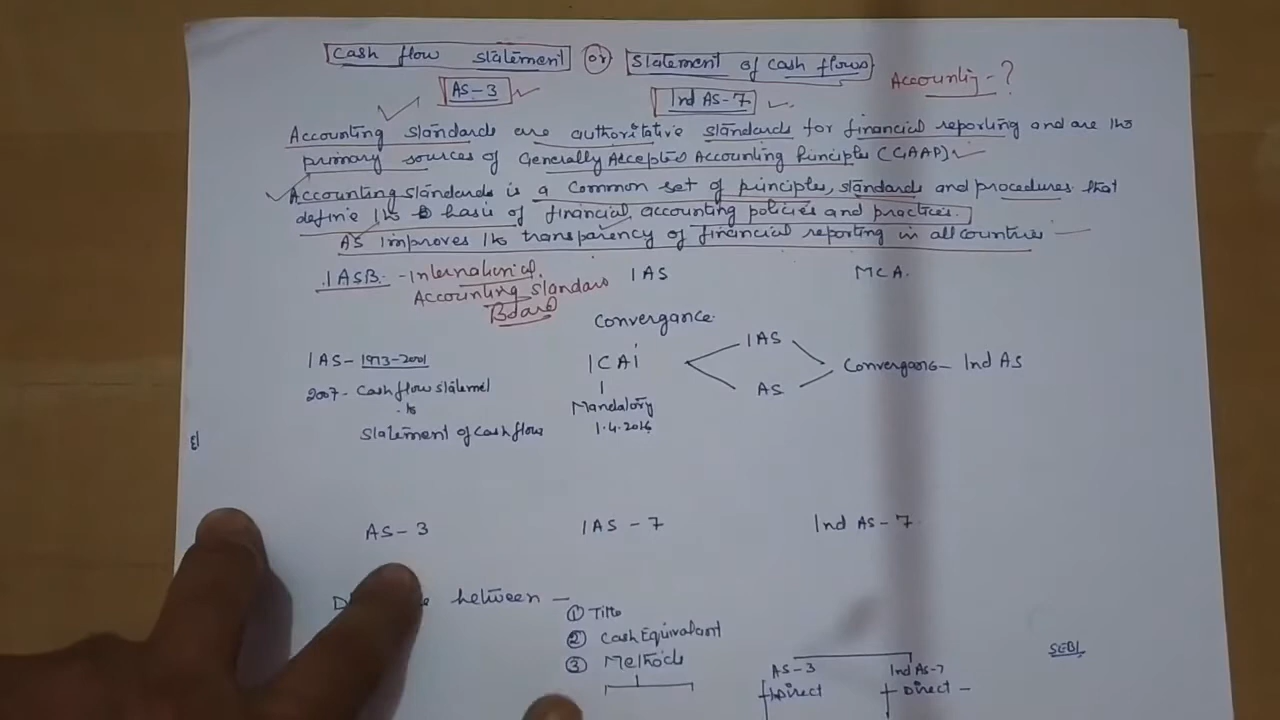 Cash flow statement or Statement of cash flows
AS-3 Ind AS-7 Accounting - ?
Accounting standards are authoritative standards for financial reporting and are the
primary sources of Generally Accepted Accounting Principles (GAAP)
Accounting standards is a common set of principles, standards and procedures that
define the basis of financial accounting policies and practices.
AS improves the transparency of financial reporting in all countries
IASB - International IAS MCA.
Accounting Standard
Board
Convergance
IAS - 1973-2001 ICAI IAS Convergans - Ind AS
2007 - Cash flow statement AS
to Mandatory
Statement of cash flow 1.4.2016
AS-3 IAS-7 Ind AS-7
between -
① Title
② Cash Equivalent
③ Methods SEBI
AS-3 Ind AS-7
Direct Direct -